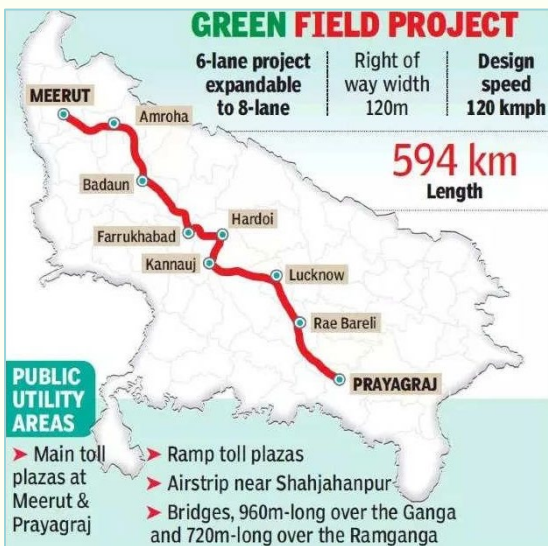 GREEN FIELD PROJECT
6-lane project
expandable
to 8-lane
Right of
way width
120m
Design
speed
120 kmph
594 km
Length
MEERUT
Amroha
Badaun
Hardoi
Farrukhabad
Kannauj
Lucknow
Rae Bareli
PRAYAGRAJ
PUBLIC
UTILITY
AREAS
➤ Main toll
plazas at
Meerut &
Prayagraj
➤ Ramp toll plazas
➤ Airstrip near Shahjahanpur
➤ Bridges, 960m-long over the Ganga
and 720m-long over the Ramganga